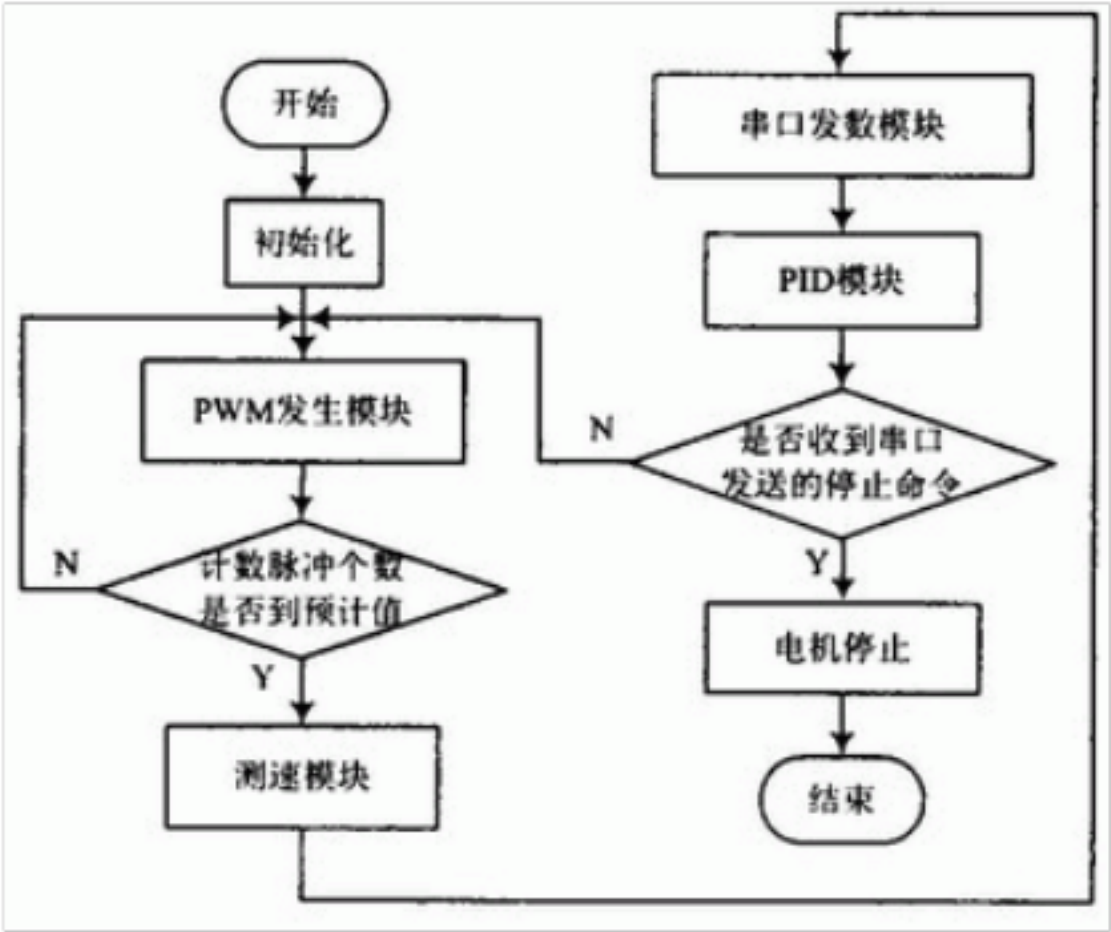 开始
初始化
PWM发生模块
N
计数脉冲个数
是否到预计值
Y
测速模块
串口发数模块
PID模块
N
是否收到串口
发送的停止命令
Y
电机停止
结束